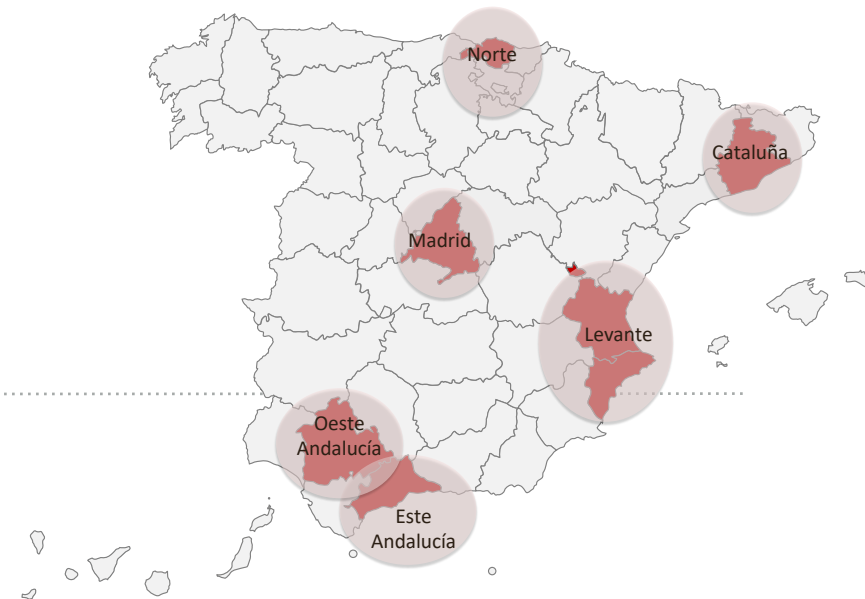 Norte
Cataluña
Madrid
Levante
Oeste
Andalucía
Este
Andalucía